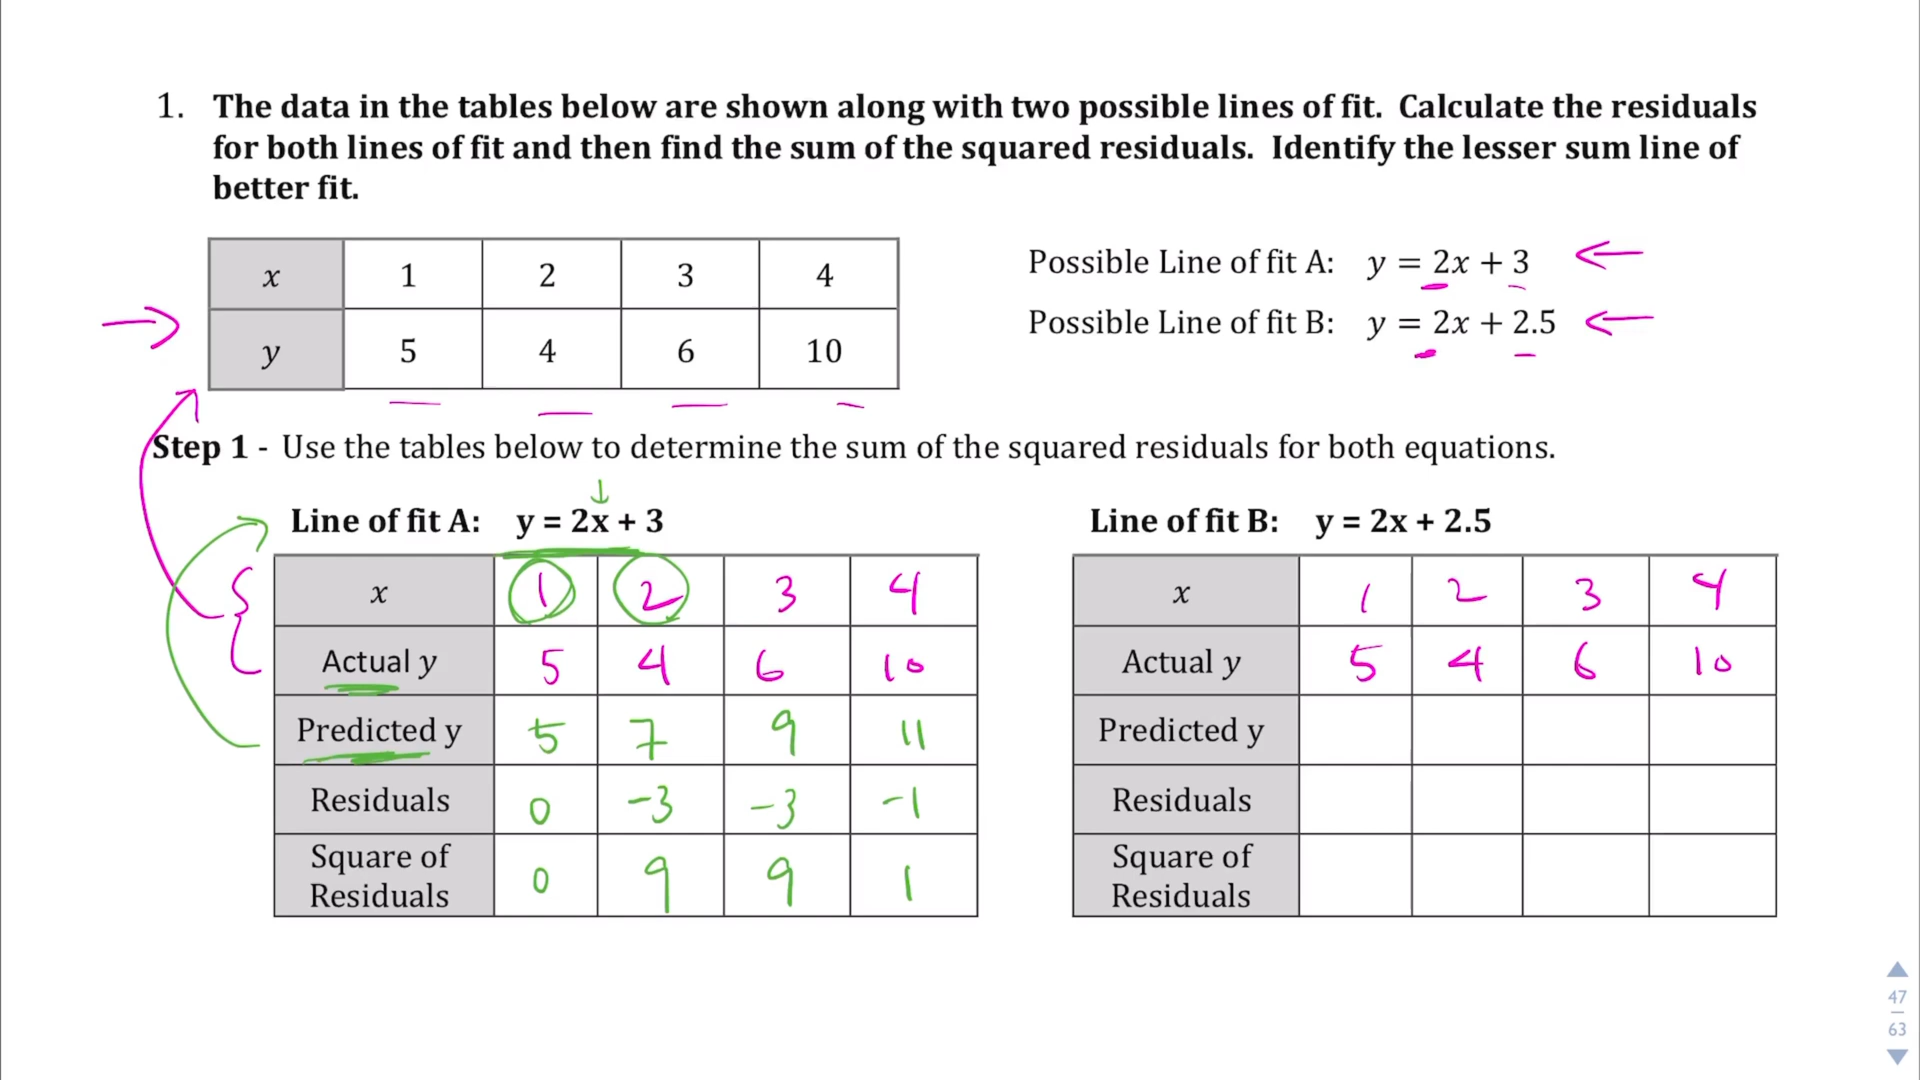 1. The data in the tables below are shown along with two possible lines of fit. Calculate the residuals
for both lines of fit and then find the sum of the squared residuals. Identify the lesser sum line of
better fit.
x 1 2 3 4
y 5 4 6 10
Possible Line of fit A: y = 2x + 3
Possible Line of fit B: y = 2x + 2.5
Step 1 - Use the tables below to determine the sum of the squared residuals for both equations.
Line of fit A: y = 2x + 3
x 1 2 3 4
Actual y 5 4 6 10
Predicted y 5 7 9 11
Residuals 0 -3 -3 -1
Square of
Residuals 0 9 9 1
Line of fit B: y = 2x + 2.5
x 1 2 3 4
Actual y 5 4 6 10
Predicted y
Residuals
Square of
Residuals
47
63